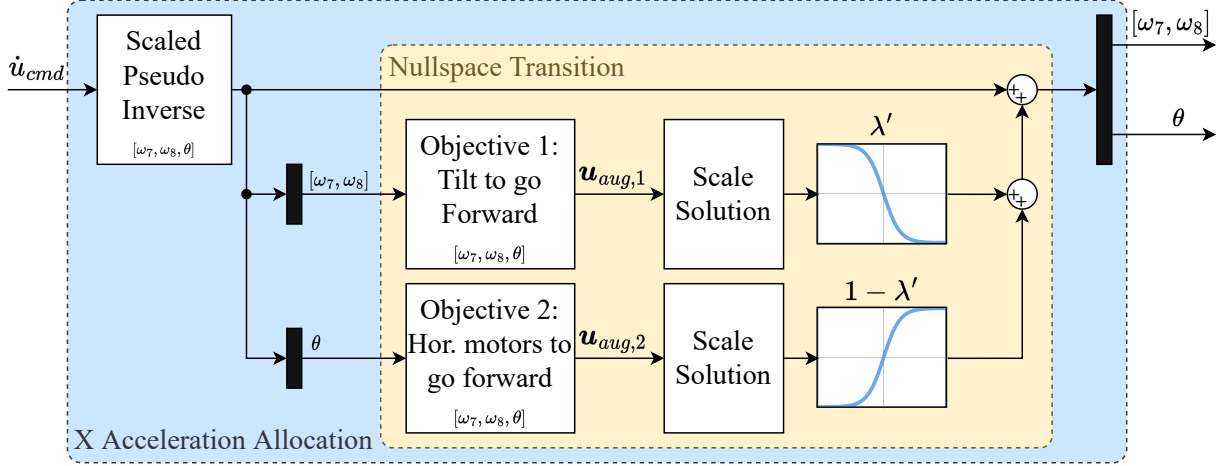 u̇_cmd
Scaled
Pseudo
Inverse
[ω₇, ω₈, θ]
Nullspace Transition
++
[ω₇, ω₈]
θ
[ω₇, ω₈]
Objective 1:
Tilt to go
Forward
[ω₇, ω₈, θ]
u_aug,1
Scale
Solution
λ′
++
θ
Objective 2:
Hor. motors to
go forward
[ω₇, ω₈, θ]
u_aug,2
Scale
Solution
1 − λ′
X Acceleration Allocation